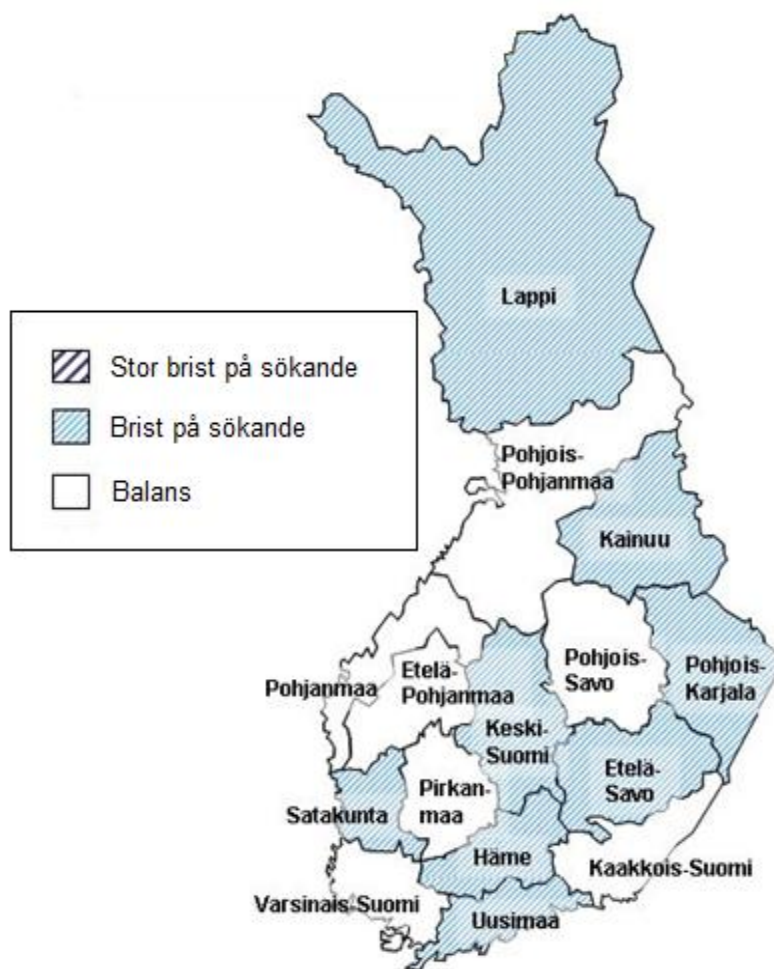 Lappi
Stor brist på sökande
Brist på sökande
Balans
Pohjois-
Pohjanmaa
Kainuu
Pohjanmaa
Etelä-
Pohjanmaa
Pohjois-
Savo
Pohjois-
Karjala
Keski-
Suomi
Etelä-
Savo
Satakunta
Pirkan-
maa
Häme
Kaakkois-Suomi
Varsinais-Suomi
Uusimaa